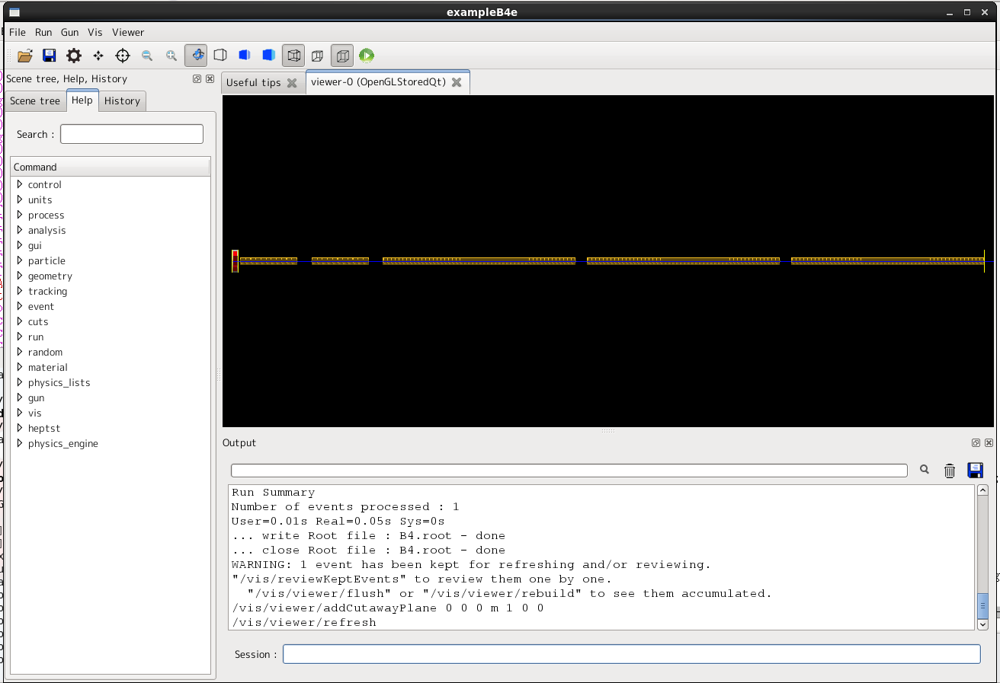 exampleB4e
File Run Gun Vis Viewer
Scene tree, Help, History
Useful tips
viewer-0 (OpenGLStoredQt)
Scene tree Help History
Search :
Command
control
units
process
analysis
gui
particle
geometry
tracking
event
cuts
run
random
material
physics_lists
gun
vis
heptst
physics_engine
Output
Run Summary
Number of events processed : 1
User=0.01s Real=0.05s Sys=0s
... write Root file : B4.root - done
... close Root file : B4.root - done
WARNING: 1 event has been kept for refreshing and/or reviewing.
"/vis/reviewKeptEvents" to review them one by one.
"/vis/viewer/flush" or "/vis/viewer/rebuild" to see them accumulated.
/vis/viewer/addCutawayPlane 0 0 0 m 1 0 0
/vis/viewer/refresh
Session :